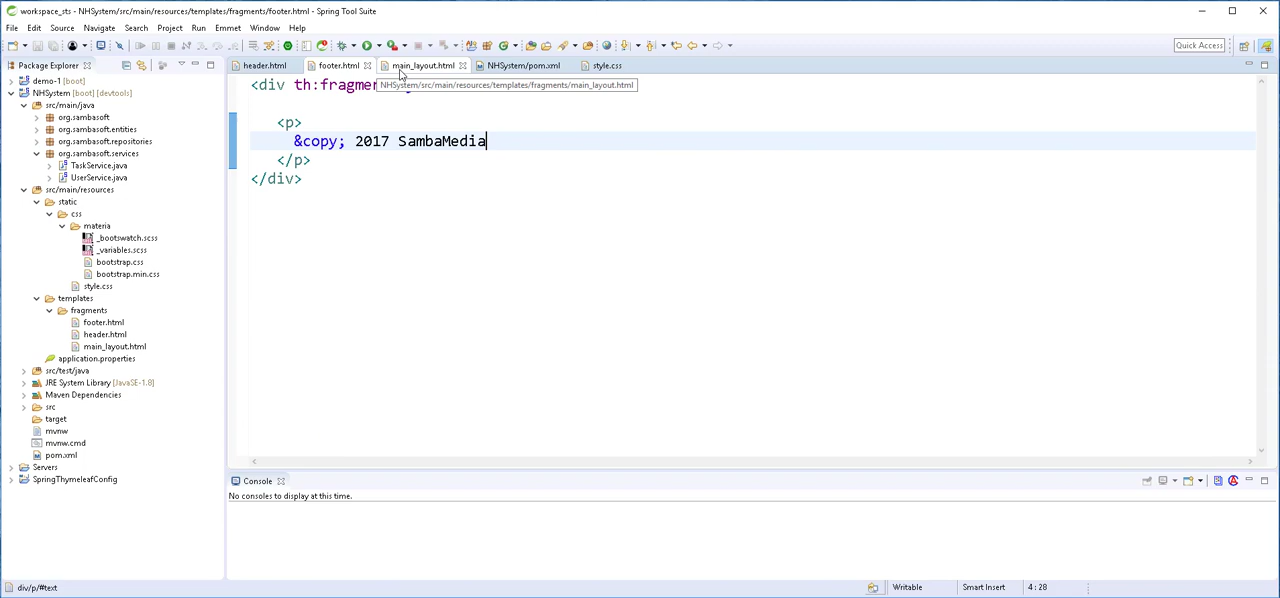 workspace_sts - NHSystem/src/main/resources/templates/fragments/footer.html - Spring Tool Suite
File Edit Source Navigate Search Project Run Emmet Window Help
Quick Access
Package Explorer
header.html footer.html main_layout.html NHSystem/pom.xml style.css
demo-1 [boot]
NHSystem [boot] [devtools]
src/main/java
org.sambasoft
org.sambasoft.entities
org.sambasoft.repositories
org.sambasoft.services
TaskService.java
UserService.java
src/main/resources
static
css
materia
_bootswatch.scss
_variables.scss
bootstrap.css
bootstrap.min.css
style.css
templates
fragments
footer.html
header.html
main_layout.html
application.properties
src/test/java
JRE System Library [JavaSE-1.8]
Maven Dependencies
src
target
mvnw
mvnw.cmd
pom.xml
Servers
SpringThymeleafConfig
<div th:fragme
NHSystem/src/main/resources/templates/fragments/main_layout.html
<p>
&copy; 2017 SambaMedia
</p>
</div>
Console
No consoles to display at this time.
div/p/#text Writable Smart Insert 4 : 28